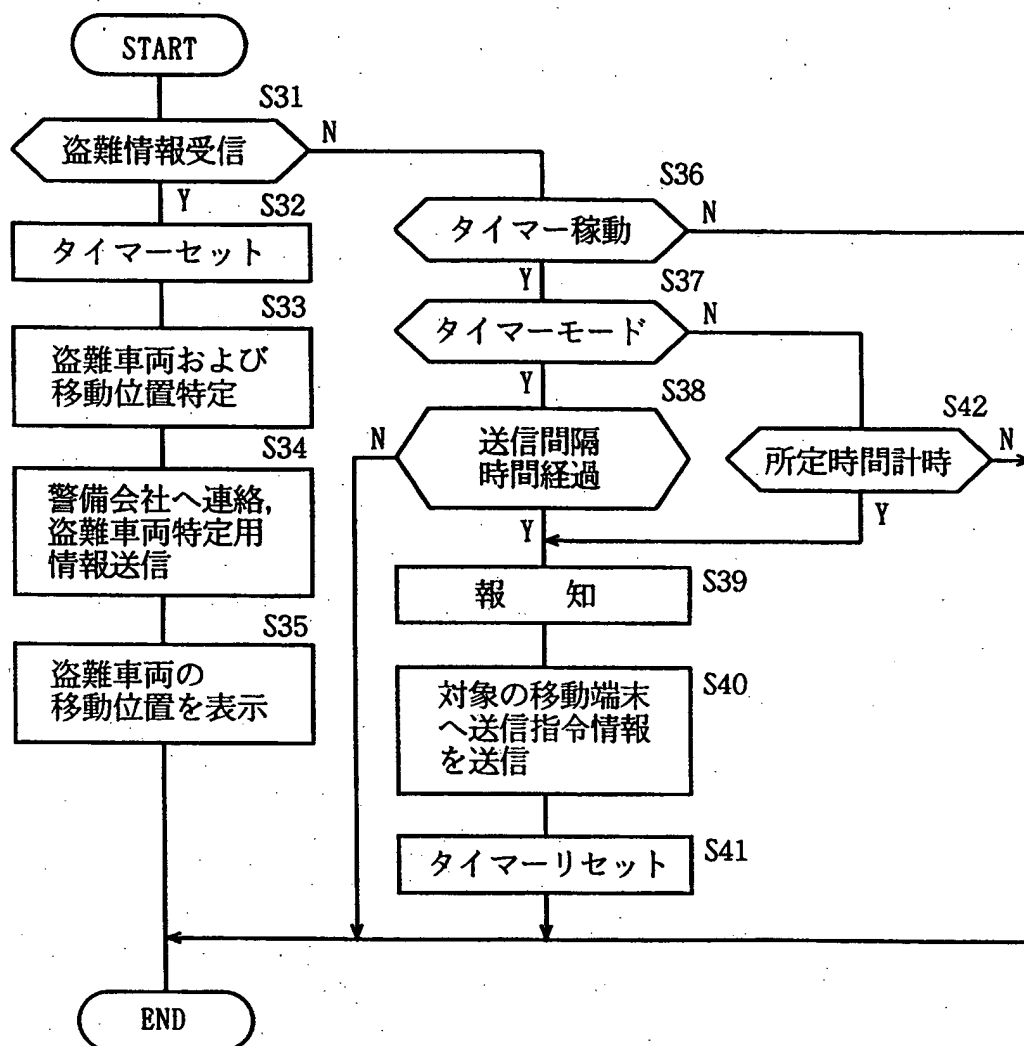 START
S31
盗難情報受信
N
Y
S32
タイマーセット
S33
盗難車両および
移動位置特定
S34
警備会社へ連絡,
盗難車両特定用
情報送信
S35
盗難車両の
移動位置を表示
END
S36
タイマー稼動
N
Y
S37
タイマーモード
N
Y
S38
送信間隔
時間経過
N
Y
S42
所定時間計時
N
Y
S39
報 知
S40
対象の移動端末
へ送信指令情報
を送信
S41
タイマーリセット